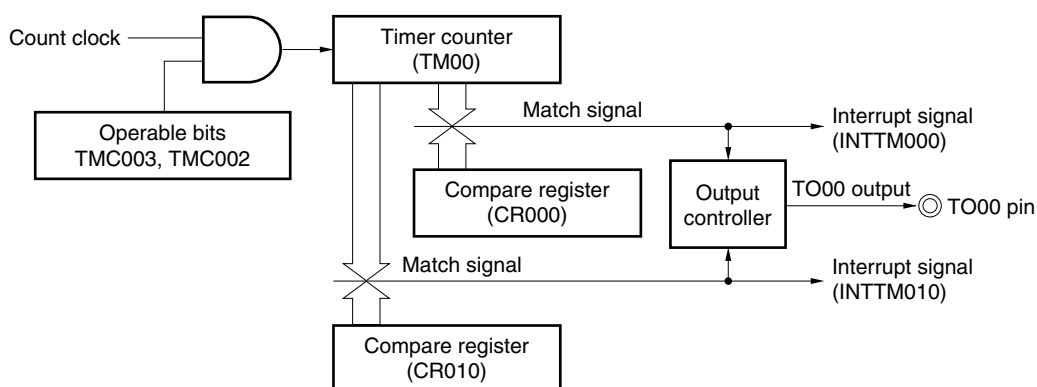 Count clock
Timer counter
(TM00)
Operable bits
TMC003, TMC002
Match signal
Interrupt signal
(INTTM000)
Compare register
(CR000)
Output
controller
TO00 output
TO00 pin
Match signal
Interrupt signal
(INTTM010)
Compare register
(CR010)